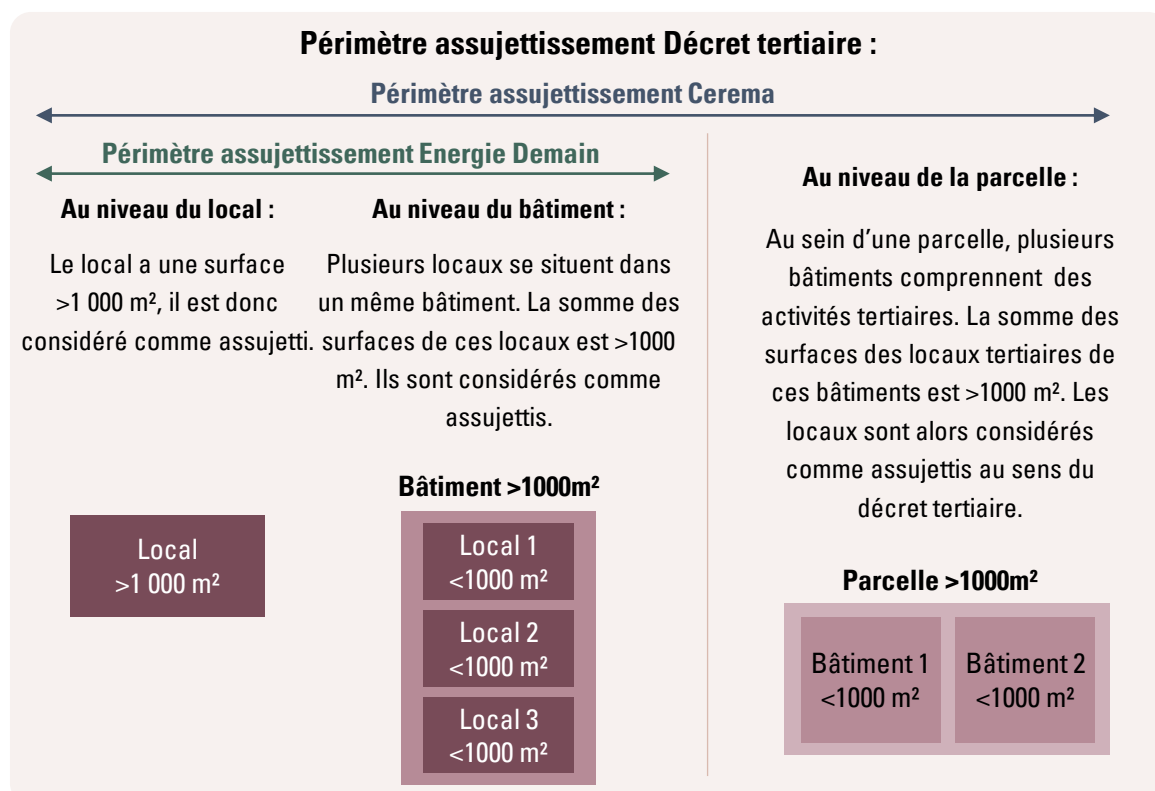 Périmètre assujettissement Décret tertiaire :
Périmètre assujettissement Cerema
Périmètre assujettissement Energie Demain
Au niveau du local :
Le local a une surface
>1 000 m², il est donc
considéré comme assujetti.
Local
>1 000 m²
Au niveau du bâtiment :
Plusieurs locaux se situent dans
un même bâtiment. La somme des
surfaces de ces locaux est >1000
m². Ils sont considérés comme
assujettis.
Bâtiment >1000m²
Local 1
<1000 m²
Local 2
<1000 m²
Local 3
<1000 m²
Au niveau de la parcelle :
Au sein d’une parcelle, plusieurs
bâtiments comprennent des
activités tertiaires. La somme des
surfaces des locaux tertiaires de
ces bâtiments est >1000 m². Les
locaux sont alors considérés
comme assujettis au sens du
décret tertiaire.
Parcelle >1000m²
Bâtiment 1
<1000 m²
Bâtiment 2
<1000 m²